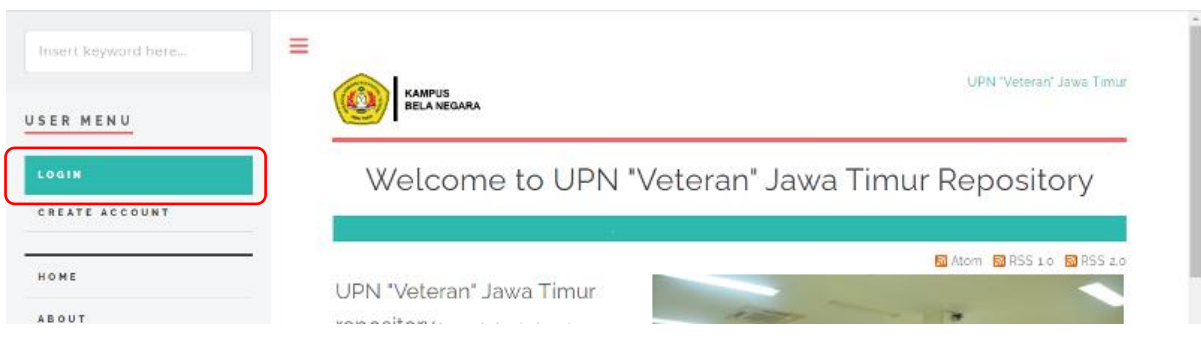 Insert keyword here...
USER MENU
LOGIN
CREATE ACCOUNT
HOME
ABOUT
KAMPUS
BELA NEGARA
UPN "Veteran" Jawa Timur
Welcome to UPN "Veteran" Jawa Timur Repository
Atom RSS 1.0 RSS 2.0
UPN "Veteran" Jawa Timur
repository